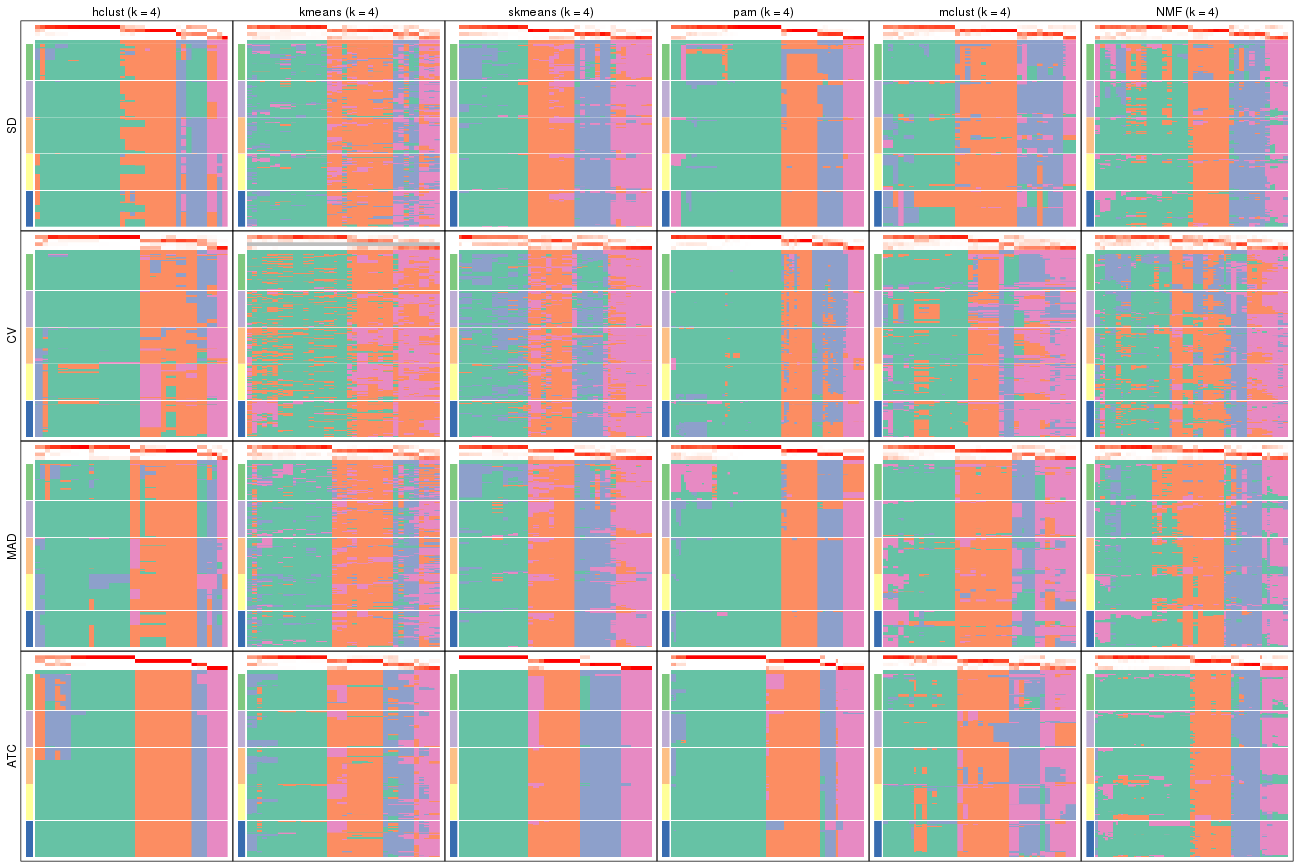 hclust (k = 4) kmeans (k = 4) skmeans (k = 4) pam (k = 4) mclust (k = 4) NMF (k = 4)
SD
CV
MAD
ATC